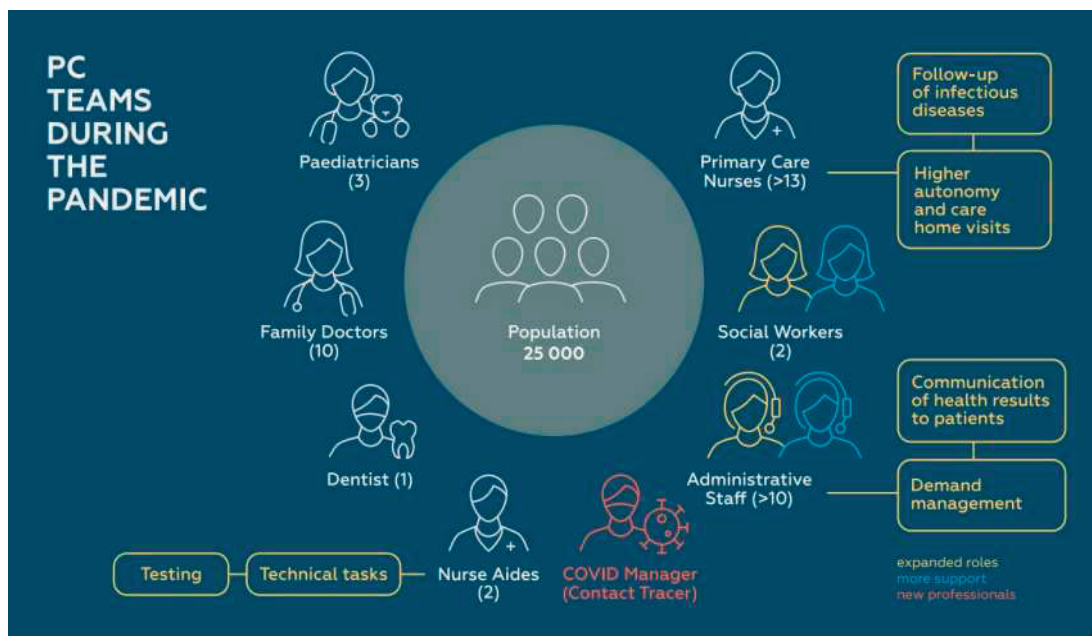 PC
TEAMS
DURING
THE
PANDEMIC
Paediatricians
(3)
Primary Care
Nurses (>13)
Follow-up
of infectious
diseases
Higher
autonomy
and care
home visits
Family Doctors
(10)
Population
25 000
Social Workers
(2)
Communication
of health results
to patients
Dentist (1)
Administrative
Staff (>10)
Demand
management
Testing
Technical tasks
Nurse Aides
(2)
COVID Manager
(Contact Tracer)
expanded roles
more support
new professionals